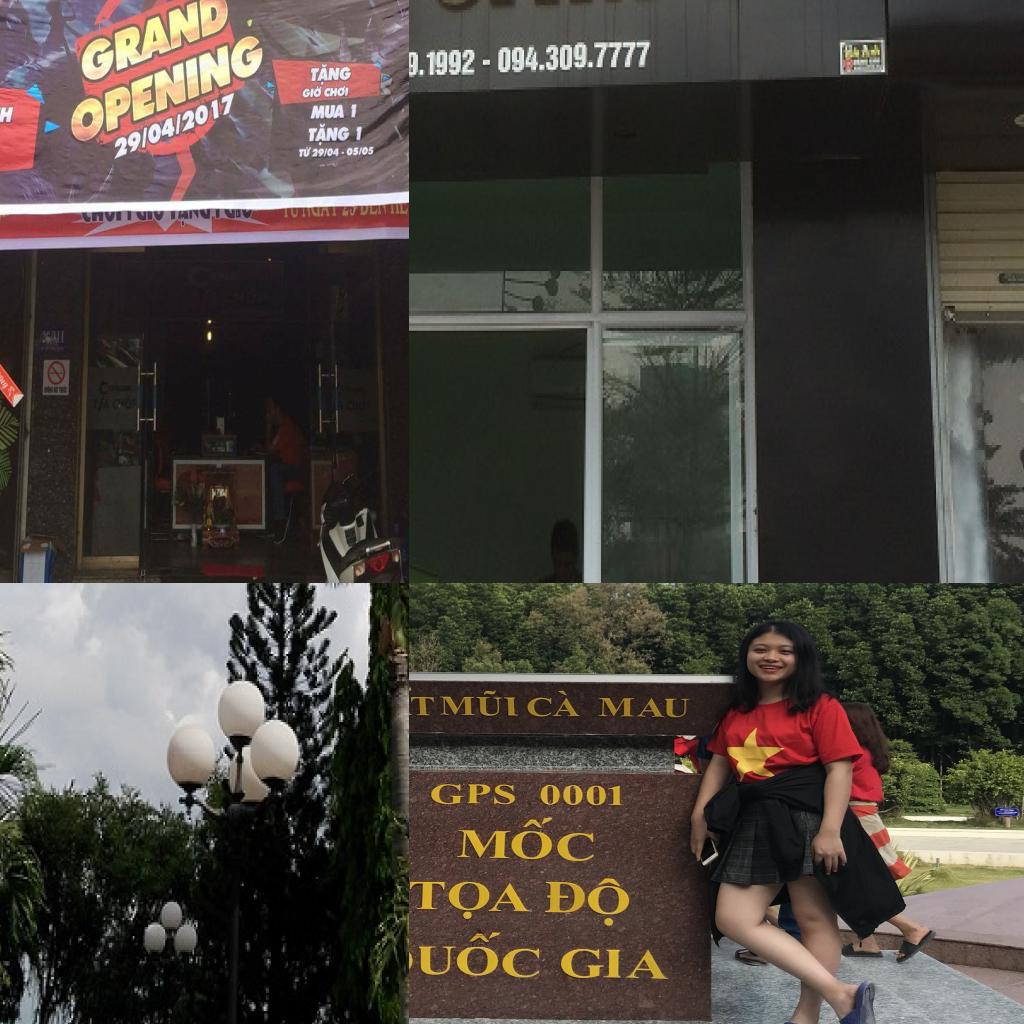 GRAND
OPENING
29/04/2017
TẶNG
GIỜ CHƠI
MUA 1
TẶNG 1
TỪ 29/04 - 05/05
H
9.1992 - 094.309.7777
T MŨI CÀ MAU
GPS 0001
MỐC
TỌA ĐỘ
UỐC GIA